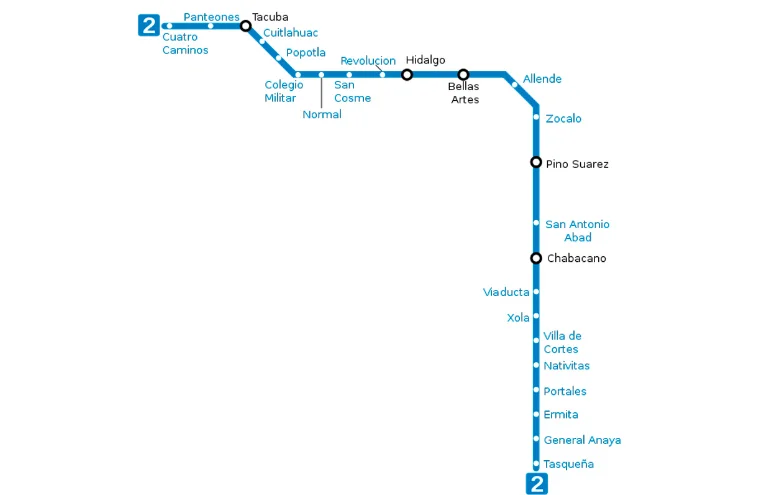 2
Panteones
Tacuba
Cuatro
Caminos
Cuitlahuac
Popotla
Revolucion
Hidalgo
Colegio
Militar
San
Cosme
Normal
Bellas
Artes
Allende
Zocalo
Pino Suarez
San Antonio
Abad
Chabacano
Viaducta
Xola
Villa de
Cortes
Nativitas
Portales
Ermita
General Anaya
Tasqueña
2